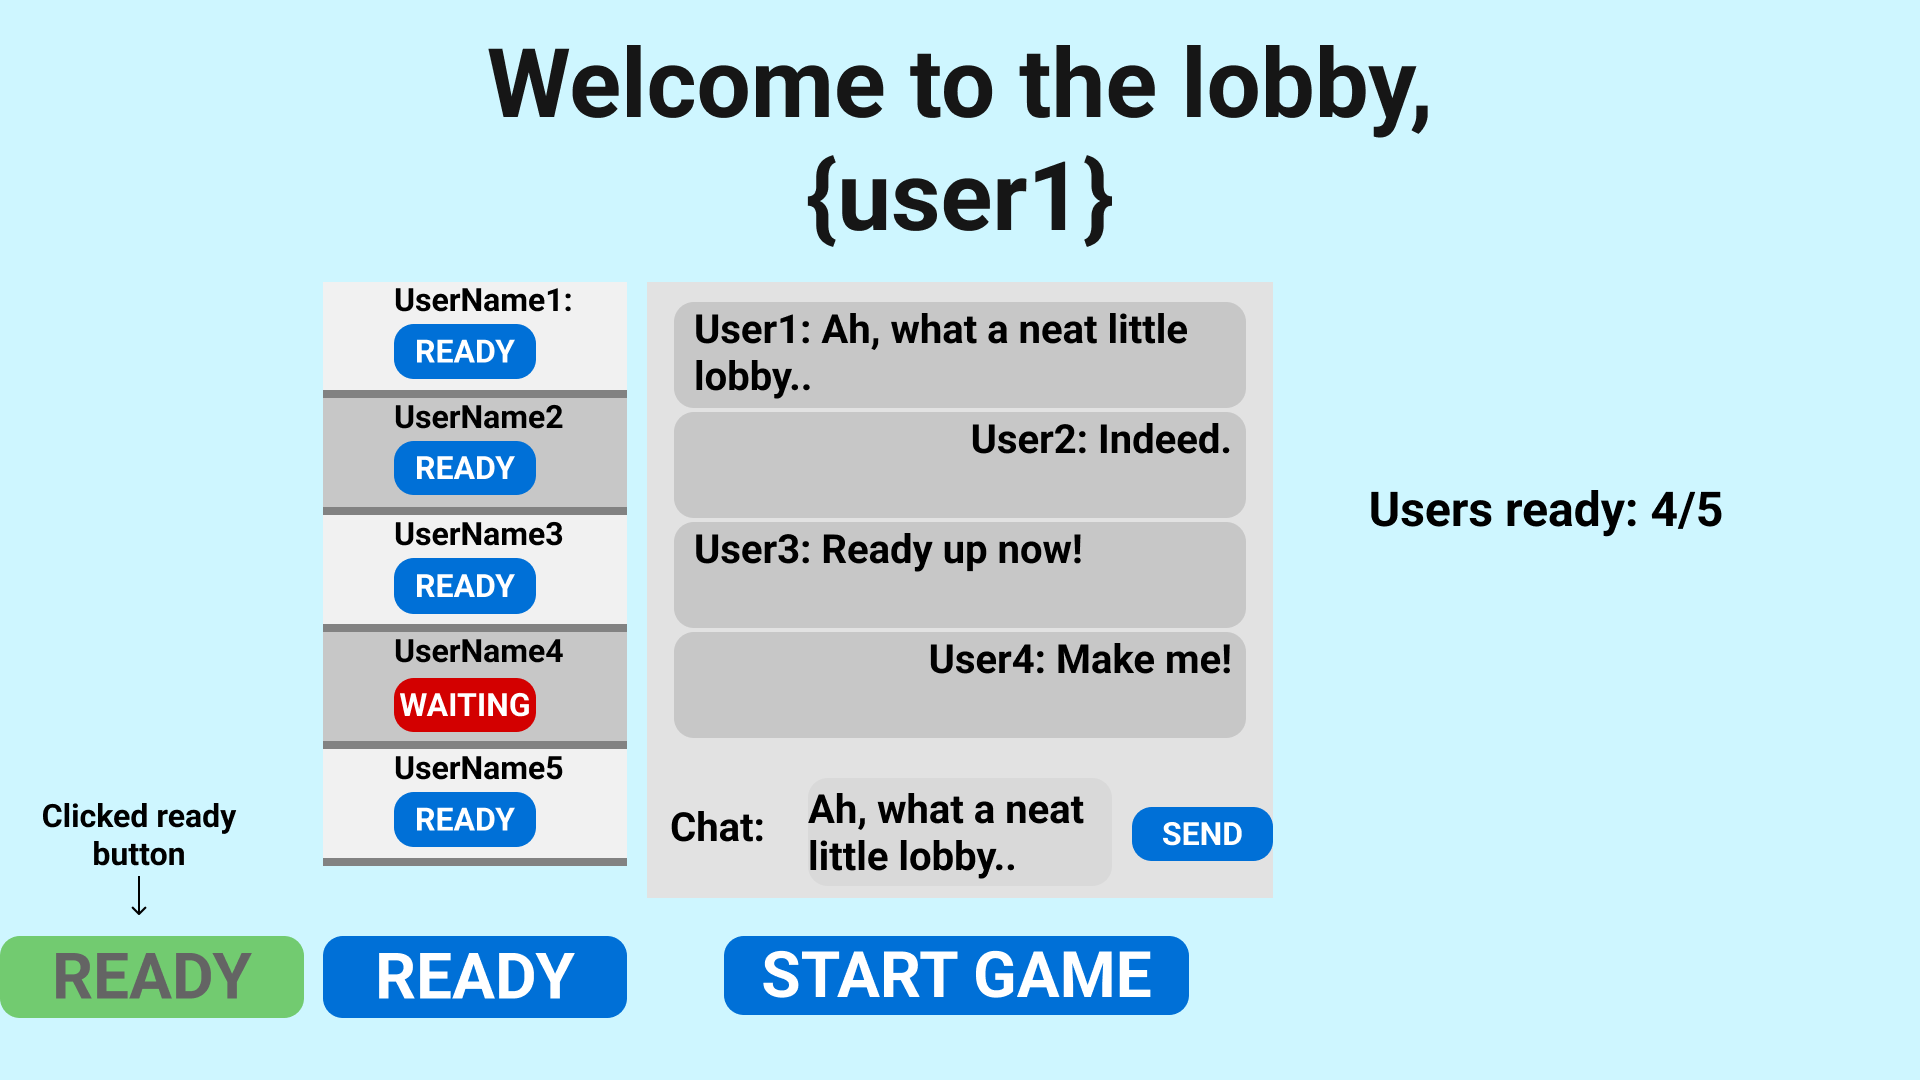 Welcome to the lobby,
{user1}
UserName1:
READY
UserName2
READY
UserName3
READY
UserName4
WAITING
UserName5
READY
User1: Ah, what a neat little
lobby..
User2: Indeed.
User3: Ready up now!
User4: Make me!
Chat:
Ah, what a neat
little lobby..
SEND
Users ready: 4/5
Clicked ready
button
READY
READY
START GAME